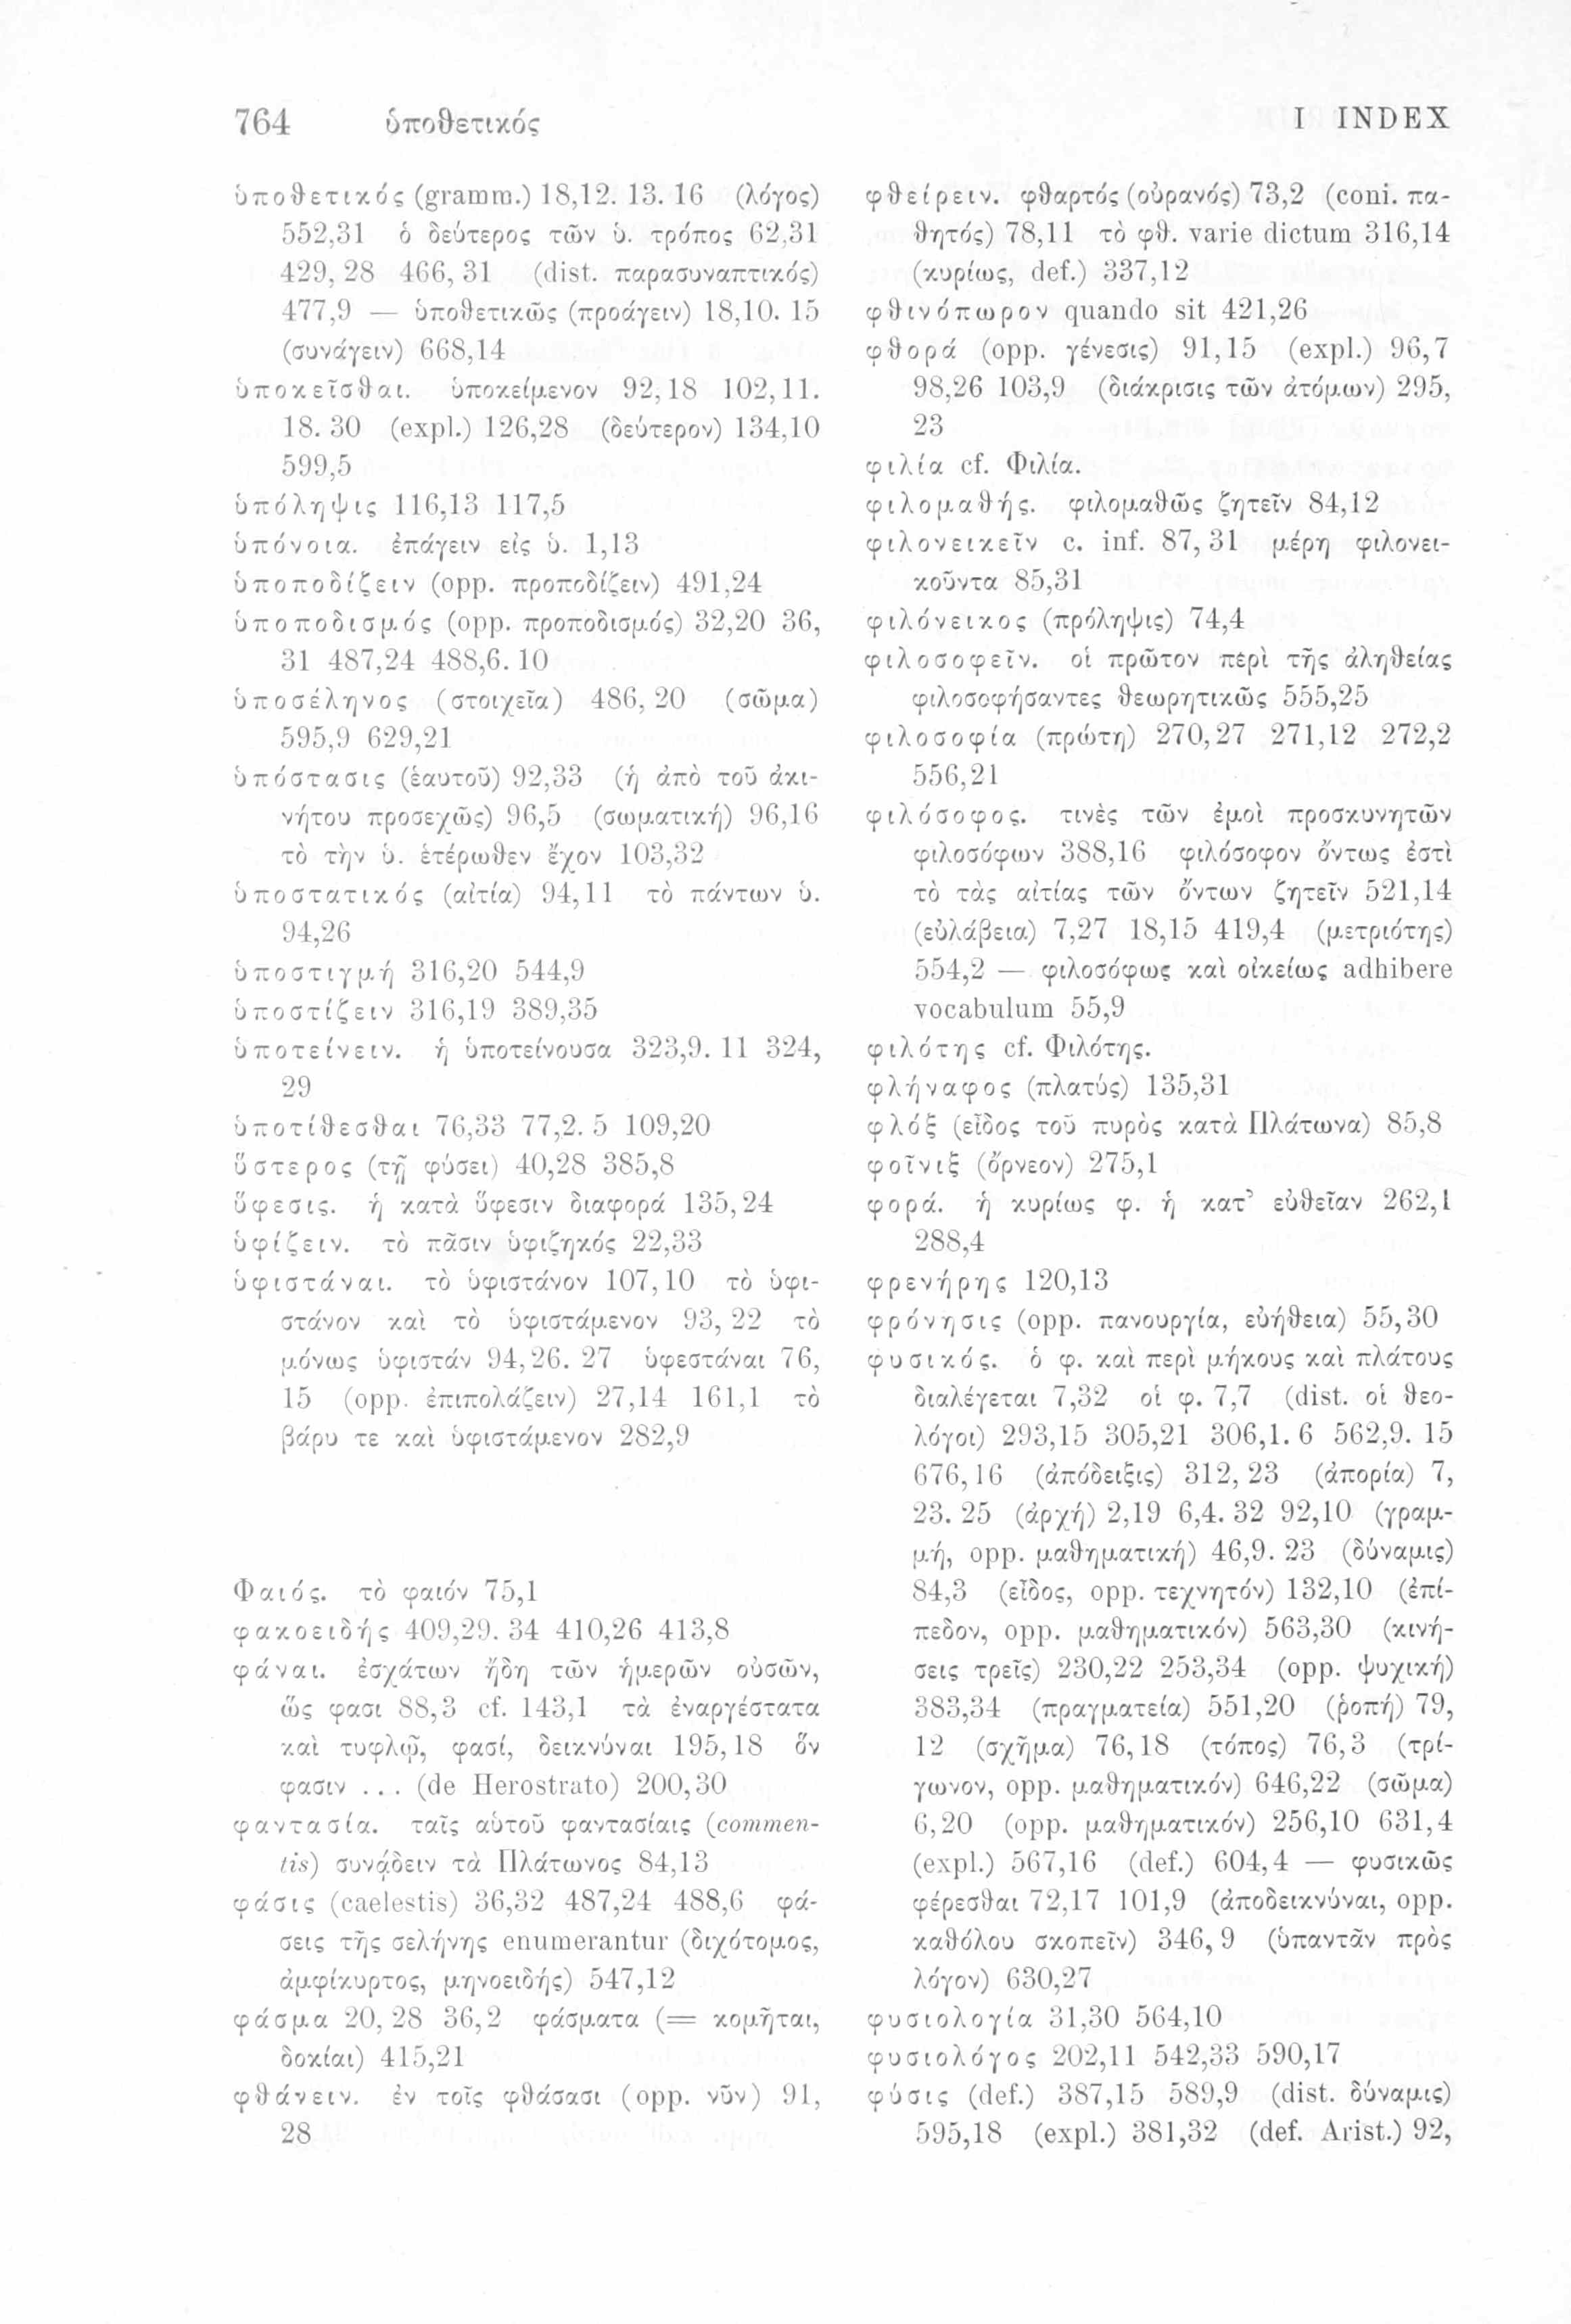 764 ὑποθετικός I INDEX
ὑποθετικός (gramm.) 18,12. 13. 16 (λόγος)
552,31 ὁ δεύτερος τῶν ὑ. τρόπος 62,31
429, 28 466, 31 (dist. παρασυναπτικός)
477,9 — ὑποθετικῶς (προάγειν) 18,10. 15
(συνάγειν) 668,14
ὑποκεῖσθαι. ὑποκείμενον 92,18 102,11.
18. 30 (expl.) 126,28 (δεύτερον) 134,10
599,5
ὑπόληψις 116,13 117,5
ὑπόνοια. ἐπάγειν εἰς ὑ. 1,13
ὑποποδίζειν (opp. προποδίζειν) 491,24
ὑποποδισμός (opp. προποδισμός) 32,20 36,
31 487,24 488,6. 10
ὑποσέληνος (στοιχεῖα) 486, 20 (σῶμα)
595,9 629,21
ὑπόστασις (ἑαυτοῦ) 92,33 (ἡ ἀπὸ τοῦ ἀκι-
νήτου προσεχῶς) 96,5 (σωματική) 96,16
τὸ τὴν ὑ. ἑτέρωθεν ἔχον 103,32
ὑποστατικός (αἰτία) 94,11 τὸ πάντων ὑ.
94,26
ὑποστιγμή 316,20 544,9
ὑποστίζειν 316,19 389,35
ὑποτείνειν. ἡ ὑποτείνουσα 323,9. 11 324,
29
ὑποτίθεσθαι 76,33 77,2. 5 109,20
ὕστερος (τῇ φύσει) 40,28 385,8
ὕφεσις. ἡ κατὰ ὕφεσιν διαφορά 135,24
ὑφίζειν. τὸ πᾶσιν ὑφιζηκός 22,33
ὑφιστάναι. τὸ ὑφιστάνον 107,10 τὸ ὑφι-
στάνον καὶ τὸ ὑφιστάμενον 93, 22 τὸ
μόνως ὑφιστάν 94,26. 27 ὑφεστάναι 76,
15 (opp. ἐπιπολάζειν) 27,14 161,1 τὸ
βάρυ τε καὶ ὑφιστάμενον 282,9
Φαιός. τὸ φαιόν 75,1
φακοειδής 409,29. 34 410,26 413,8
φάναι. ἐσχάτων ἤδη τῶν ἡμερῶν οὐσῶν,
ὥς φασι 88,3 cf. 143,1 τὰ ἐναργέστατα
καὶ τυφλῷ, φασί, δεικνύναι 195,18 ὅν
φασιν ... (de Herostrato) 200,30
φαντασία. ταῖς αὑτοῦ φαντασίαις (commen-
tis) συνᾴδειν τὰ Πλάτωνος 84,13
φάσις (caelestis) 36,32 487,24 488,6 φά-
σεις τῆς σελήνης enumerantur (διχότομος,
ἀμφίκυρτος, μηνοειδής) 547,12
φάσμα 20, 28 36,2 φάσματα (= κομῆται,
δοκίαι) 415,21
φθάνειν. ἐν τοῖς φθάσασι (opp. νῦν) 91,
28
φθείρειν. φθαρτός (οὐρανός) 73,2 (coni. πα-
θητός) 78,11 τὸ φθ. varie dictum 316,14
(κυρίως, def.) 337,12
φθινόπωρον quando sit 421,26
φθορά (opp. γένεσις) 91,15 (expl.) 96,7
98,26 103,9 (διάκρισις τῶν ἀτόμων) 295,
23
φιλία cf. Φιλία.
φιλομαθής. φιλομαθῶς ζητεῖν 84,12
φιλονεικεῖν c. inf. 87, 31 μέρη φιλονει-
κοῦντα 85,31
φιλόνεικος (πρόληψις) 74,4
φιλοσοφεῖν. οἱ πρῶτον περὶ τῆς ἀληθείας
φιλοσοφήσαντες θεωρητικῶς 555,25
φιλοσοφία (πρώτη) 270,27 271,12 272,2
556,21
φιλόσοφος. τινὲς τῶν ἐμοὶ προσκυνητῶν
φιλοσόφων 388,16 φιλόσοφον ὄντως ἐστὶ
τὸ τὰς αἰτίας τῶν ὄντων ζητεῖν 521,14
(εὐλάβεια) 7,27 18,15 419,4 (μετριότης)
554,2 — φιλοσόφως καὶ οἰκείως adhibere
vocabulum 55,9
φιλότης cf. Φιλότης.
φλήναφος (πλατύς) 135,31
φλόξ (εἶδος τοῦ πυρὸς κατὰ Πλάτωνα) 85,8
φοῖνιξ (ὄρνεον) 275,1
φορά. ἡ κυρίως φ. ἡ κατ’ εὐθεῖαν 262,1
288,4
φρενήρης 120,13
φρόνησις (opp. πανουργία, εὐήθεια) 55,30
φυσικός. ὁ φ. καὶ περὶ μήκους καὶ πλάτους
διαλέγεται 7,32 οἱ φ. 7,7 (dist. οἱ θεο-
λόγοι) 293,15 305,21 306,1. 6 562,9. 15
676,16 (ἀπόδειξις) 312, 23 (ἀπορία) 7,
23. 25 (ἀρχή) 2,19 6,4. 32 92,10 (γραμ-
μή, opp. μαθηματική) 46,9. 23 (δύναμις)
84,3 (εἶδος, opp. τεχνητόν) 132,10 (ἐπί-
πεδον, opp. μαθηματικόν) 563,30 (κινή-
σεις τρεῖς) 230,22 253,34 (opp. ψυχική)
383,34 (πραγματεία) 551,20 (ῥοπή) 79,
12 (σχῆμα) 76,18 (τόπος) 76,3 (τρί-
γωνον, opp. μαθηματικόν) 646,22 (σῶμα)
6,20 (opp. μαθηματικόν) 256,10 631,4
(expl.) 567,16 (def.) 604,4 — φυσικῶς
φέρεσθαι 72,17 101,9 (ἀποδεικνύναι, opp.
καθόλου σκοπεῖν) 346, 9 (ὑπαντᾶν πρὸς
λόγον) 630,27
φυσιολογία 31,30 564,10
φυσιολόγος 202,11 542,33 590,17
φύσις (def.) 387,15 589,9 (dist. δύναμις)
595,18 (expl.) 381,32 (def. Arist.) 92,